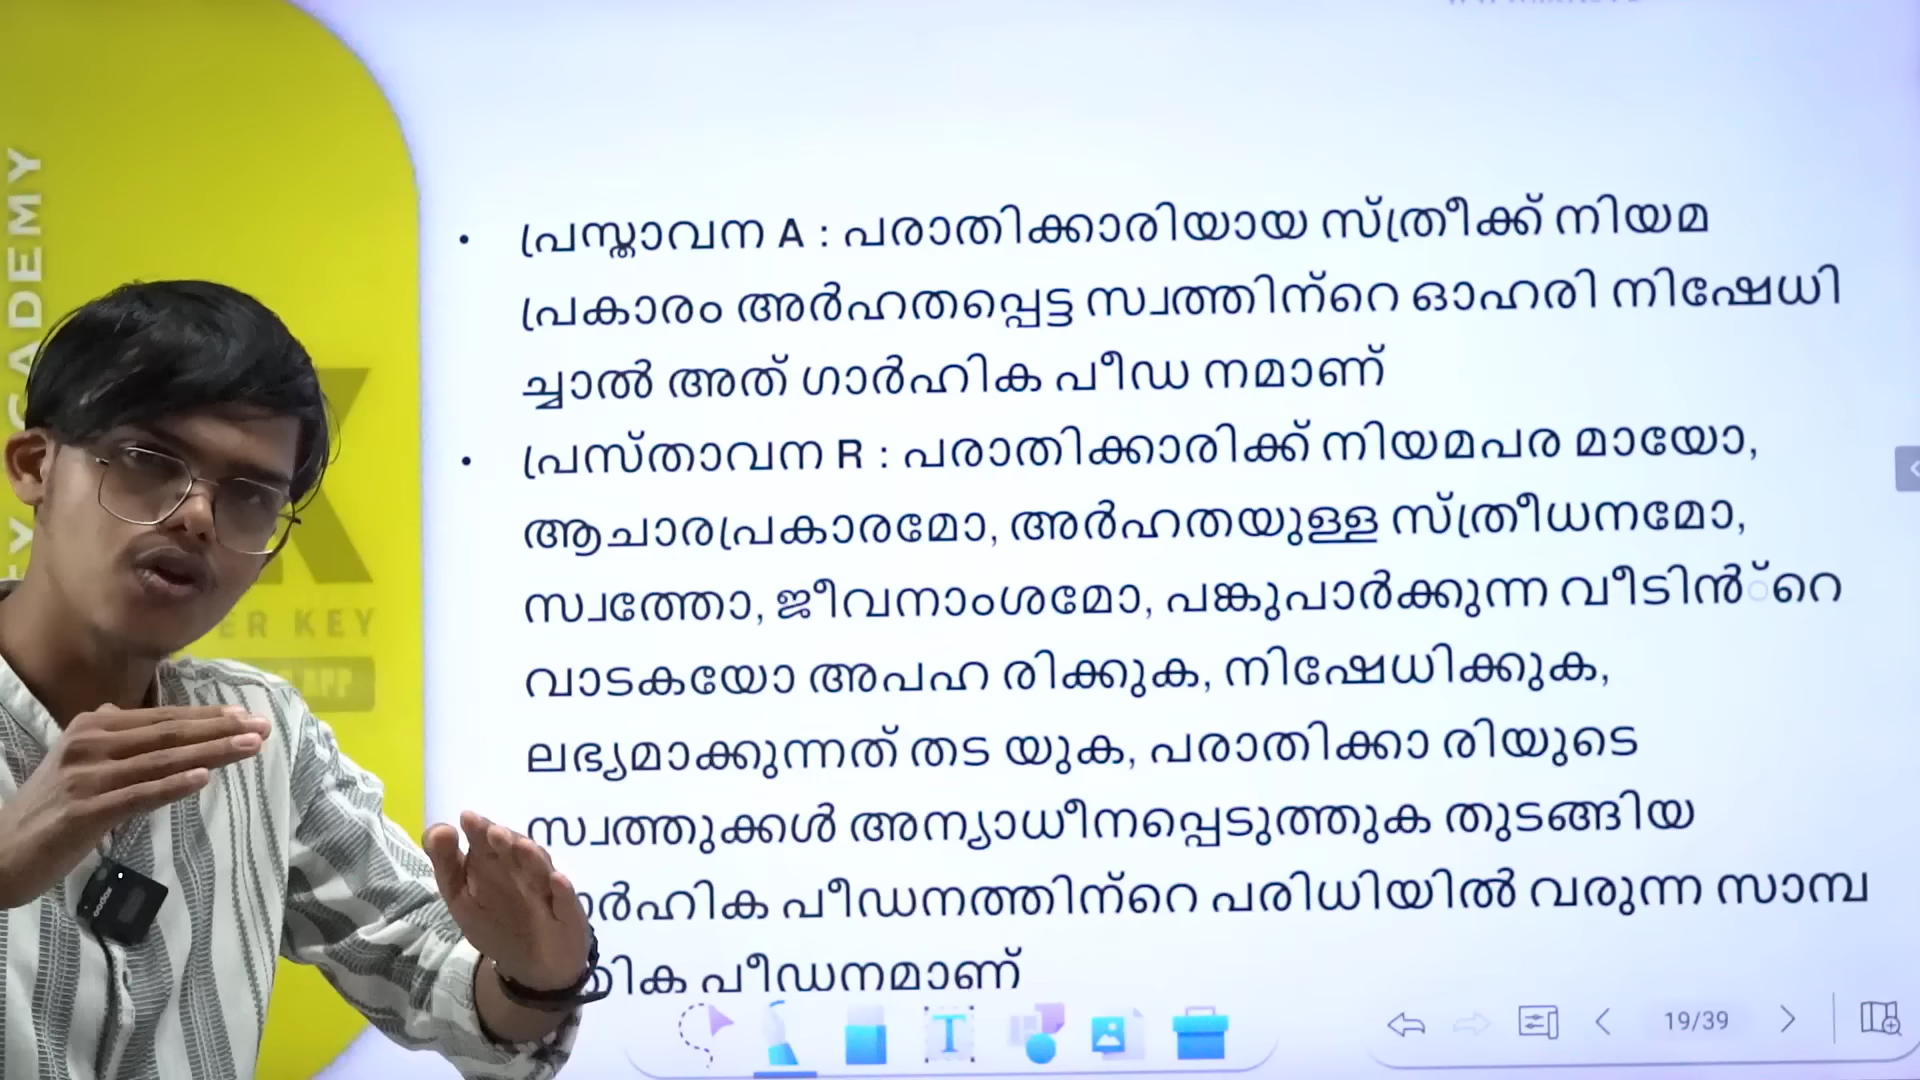 പ്രസ്താവന A : പരാതിക്കാരിയായ സ്ത്രീക്ക് നിയമ
പ്രകാരം അർഹതപ്പെട്ട സ്വത്തിന്റെ ഓഹരി നിഷേധി
ച്ചാൽ അത് ഗാർഹിക പീഡ നമാണ്
പ്രസ്താവന R : പരാതിക്കാരിക്ക് നിയമപര മായോ,
ആചാരപ്രകാരമോ, അർഹതയുള്ള സ്ത്രീധനമോ,
സ്വത്തോ, ജീവനാംശമോ, പങ്കുപാർക്കുന്ന വീടിൻ്റെ
വാടകയോ അപഹ രിക്കുക, നിഷേധിക്കുക,
ലഭ്യമാക്കുന്നത് തട യുക, പരാതിക്കാ രിയുടെ
സ്വത്തുക്കൾ അന്യാധീനപ്പെടുത്തുക തുടങ്ങിയ
പീഡനത്തിന്റെ പരിധിയിൽ വരുന്ന സാമ്പ
പീഡനമാണ്
19/39
KEY
APP